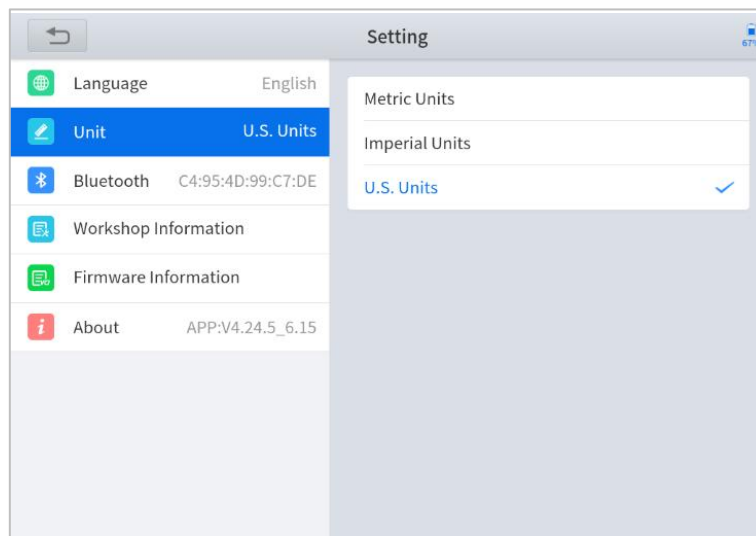 Setting
67%
Language English
Unit U.S. Units
Bluetooth C4:95:4D:99:C7:DE
Workshop Information
Firmware Information
About APP:V4.24.5_6.15
Metric Units
Imperial Units
U.S. Units